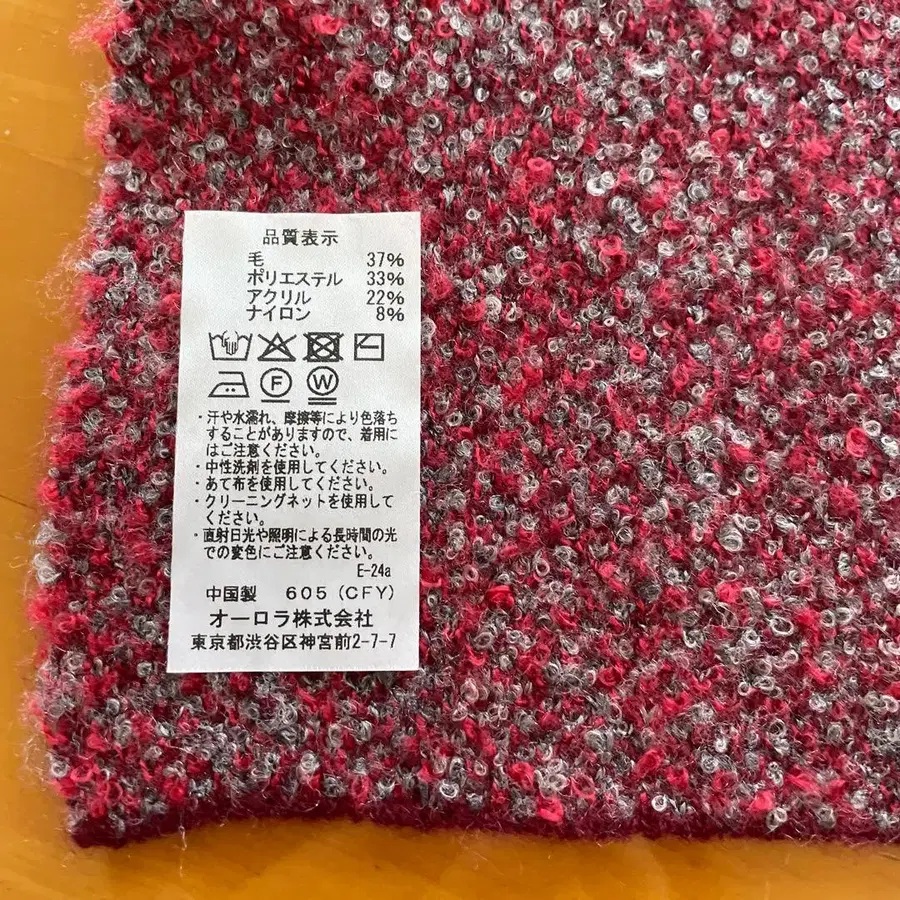 品質表示
毛 37%
ポリエステル 33%
アクリル 22%
ナイロン 8%
F W
・汗や水濡れ、摩擦等により色落ち
することがありますので、着用に
はご注意ください。
・中性洗剤を使用してください。
・あて布を使用してください。
・クリーニングネットを使用して
ください。
・直射日光や照明による長時間の光
での変色にご注意ください。
E-24a
中国製 605(CFY)
オーロラ株式会社
東京都渋谷区神宮前2-7-7